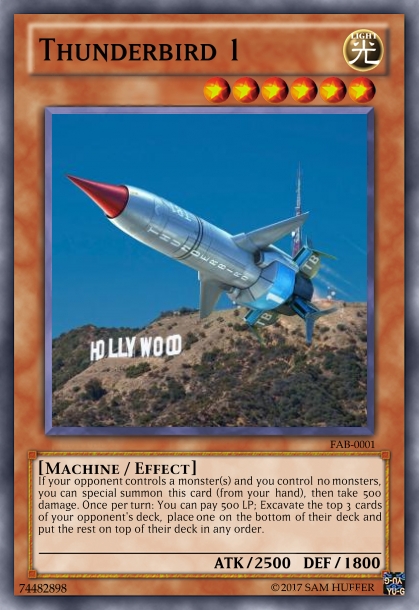 THUNDERBIRD 1
LIGHT
光
THUNDERBIRD
TB
HOLLYWOOD
FAB-0001
[MACHINE / EFFECT]
If your opponent controls a monster(s) and you control no monsters,
you can special summon this card (from your hand), then take 500
damage. Once per turn: You can pay 500 LP; Excavate the top 3 cards
of your opponent's deck, place one on the bottom of their deck and
put the rest on top of their deck in any order.
ATK/2500 DEF/1800
74482898
©2017 SAM HUFFER